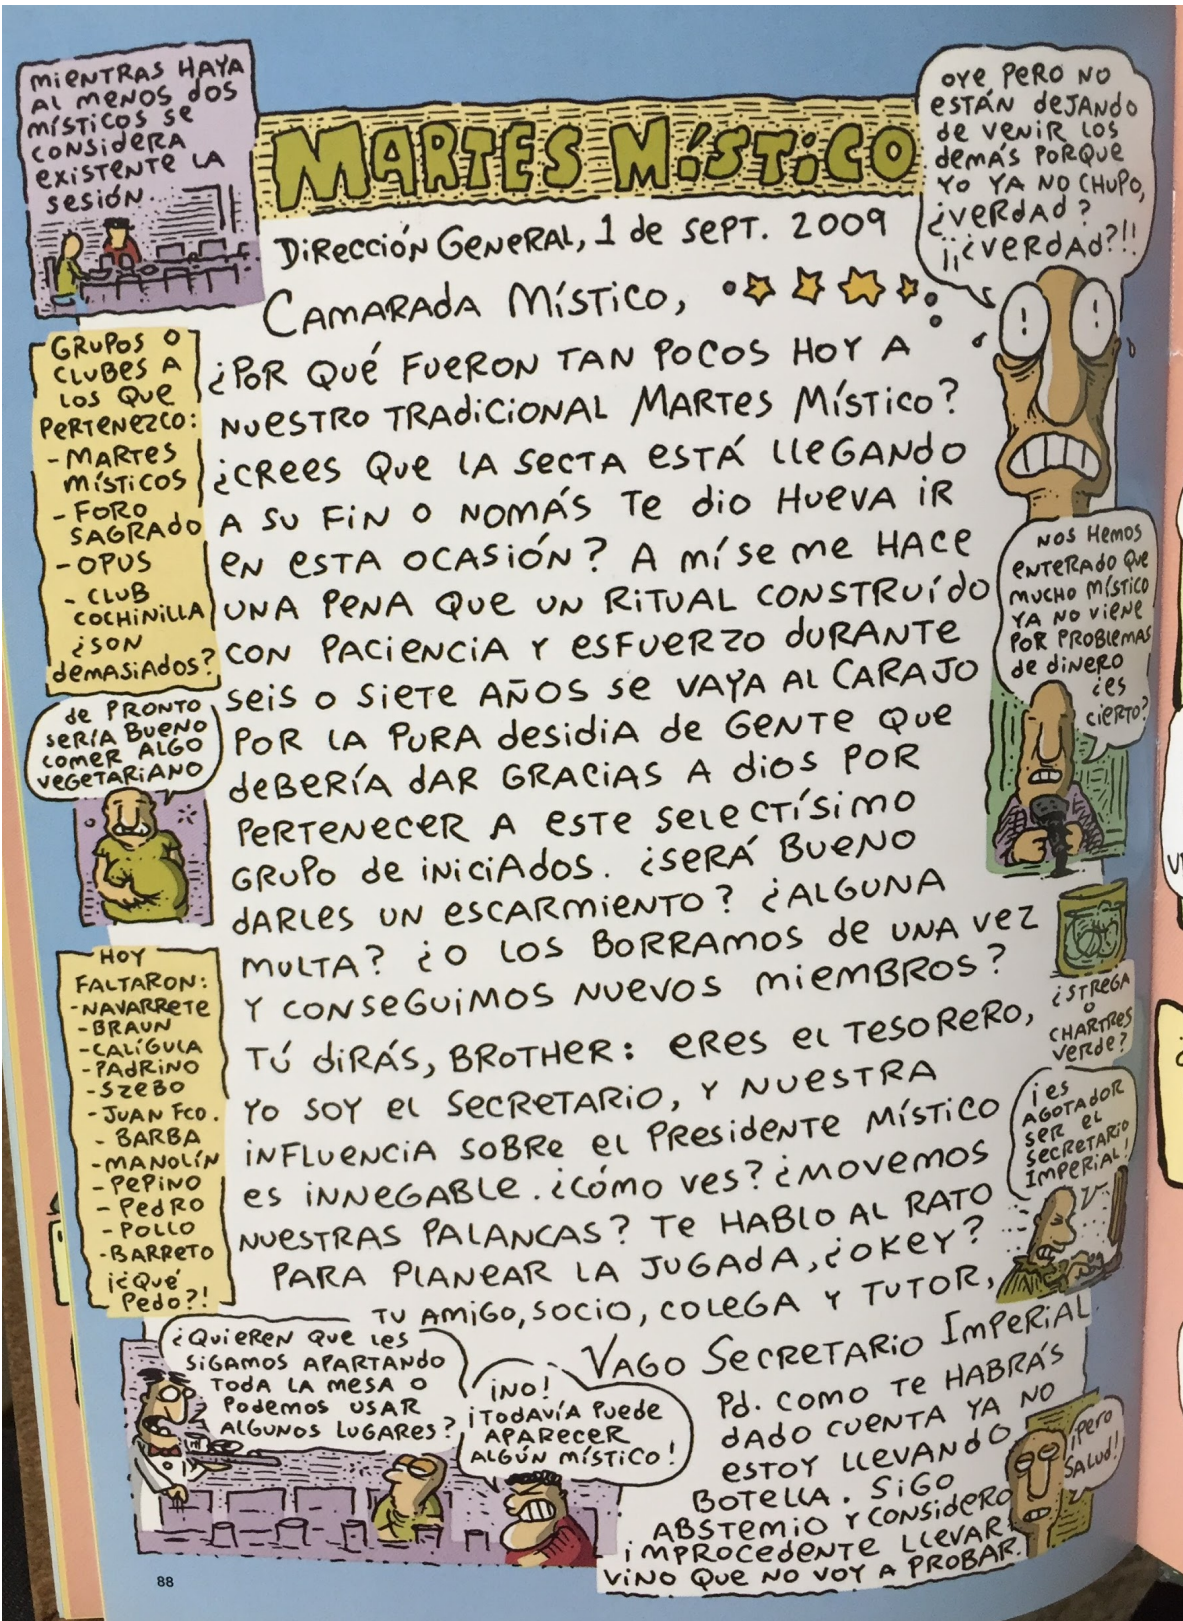 MIENTRAS HAYA
AL MENOS DOS
MÍSTICOS SE
CONSIDERA
EXISTENTE LA
SESIÓN.
MARTES MÍSTICO
OYE PERO NO
ESTÁN DEJANDO
DE VENIR LOS
DEMÁS PORQUE
YO YA NO CHUPO,
¿VERDAD?
¡¡¿VERDAD?!!
DIRECCIÓN GENERAL, 1 DE SEPT. 2009
CAMARADA MÍSTICO,
¿POR QUÉ FUERON TAN POCOS HOY A
NUESTRO TRADICIONAL MARTES MÍSTICO?
¿CREES QUE LA SECTA ESTÁ LLEGANDO
A SU FIN O NOMÁS TE DIO HUEVA IR
EN ESTA OCASIÓN? A MÍ SE ME HACE
UNA PENA QUE UN RITUAL CONSTRUÍDO
CON PACIENCIA Y ESFUERZO DURANTE
SEIS O SIETE AÑOS SE VAYA AL CARAJO
POR LA PURA DESIDIA DE GENTE QUE
DEBERÍA DAR GRACIAS A DIOS POR
PERTENECER A ESTE SELECTÍSIMO
GRUPO DE INICIADOS. ¿SERÁ BUENO
DARLES UN ESCARMIENTO? ¿ALGUNA
MULTA? ¿O LOS BORRAMOS DE UNA VEZ
Y CONSEGUIMOS NUEVOS MIEMBROS?
TÚ DIRÁS, BROTHER: ERES EL TESORERO,
YO SOY EL SECRETARIO, Y NUESTRA
INFLUENCIA SOBRE EL PRESIDENTE MÍSTICO
ES INNEGABLE. ¿CÓMO VES? ¿MOVEMOS
NUESTRAS PALANCAS? TE HABLO AL RATO
PARA PLANEAR LA JUGADA, ¿OKEY?
TU AMIGO, SOCIO, COLEGA Y TUTOR,
VAGO SECRETARIO IMPERIAL
PD. COMO TE HABRÁS
DADO CUENTA YA NO
ESTOY LLEVANDO
BOTELLA. SIGO
ABSTEMIO Y CONSIDERO
IMPROCEDENTE LLEVAR
VINO QUE NO VOY A PROBAR.
GRUPOS O
CLUBES A
LOS QUE
PERTENEZCO:
- MARTES
MÍSTICOS
- FORO
SAGRADO
- OPUS
- CLUB
COCHINILLA
¿SON
DEMASIADOS?
DE PRONTO
SERÍA BUENO
COMER ALGO
VEGETARIANO
HOY
FALTARON:
- NAVARRETE
- BRAUN
- CALÍGULA
- PADRINO
- SZEBO
- JUAN FCO.
- BARBA
- MANOLÍN
- PEPINO
- PEDRO
- POLLO
- BARRETO
¡¿QUÉ
PEDO?!
! !
NOS HEMOS
ENTERADO QUE
MUCHO MÍSTICO
YA NO VIENE
POR PROBLEMAS
DE DINERO
¿ES
CIERTO?
¿STREGA
O
CHARTRES
VERDE?
¡ES
AGOTADOR
SER EL
SECRETARIO
IMPERIAL!
¿QUIEREN QUE LES
SIGAMOS APARTANDO
TODA LA MESA O
PODEMOS USAR
ALGUNOS LUGARES?
¡NO!
¡TODAVÍA PUEDE
APARECER
ALGÚN MÍSTICO!
¡PERO
SALUD!
88